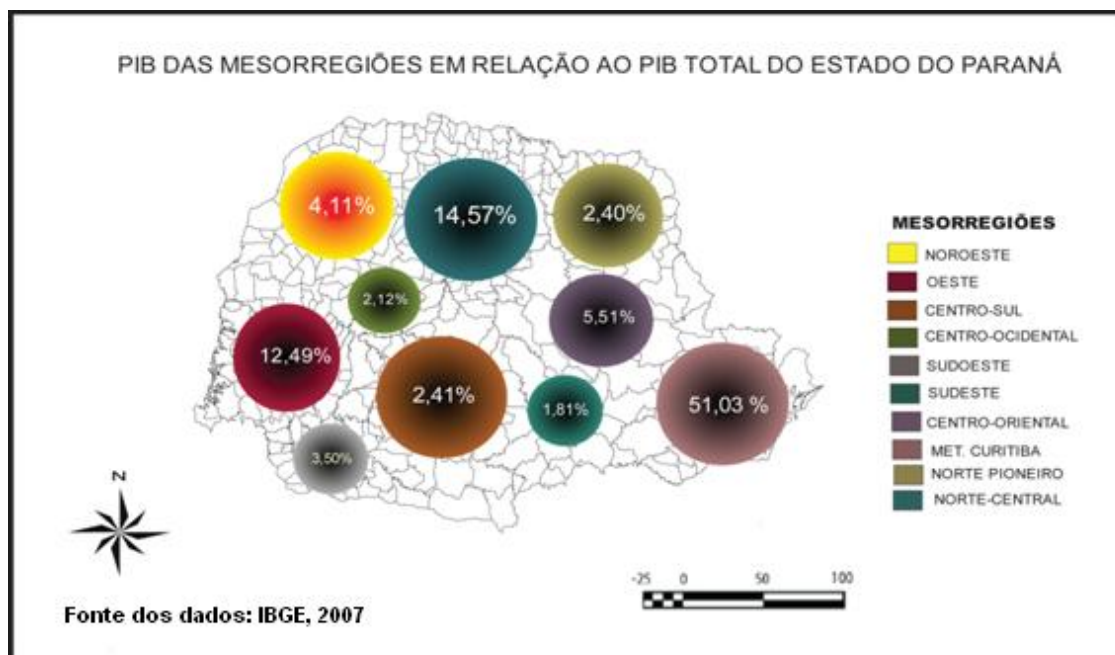 PIB DAS MESORREGIÕES EM RELAÇÃO AO PIB TOTAL DO ESTADO DO PARANÁ
4,11%
14,57%
2,40%
2,12%
5,51%
12,49%
2,41%
1,81%
51,03 %
3,50%
MESORREGIÕES
NOROESTE
OESTE
CENTRO-SUL
CENTRO-OCIDENTAL
SUDOESTE
SUDESTE
CENTRO-ORIENTAL
MET. CURITIBA
NORTE PIONEIRO
NORTE-CENTRAL
N
-25 0 50 100
Fonte dos dados: IBGE, 2007